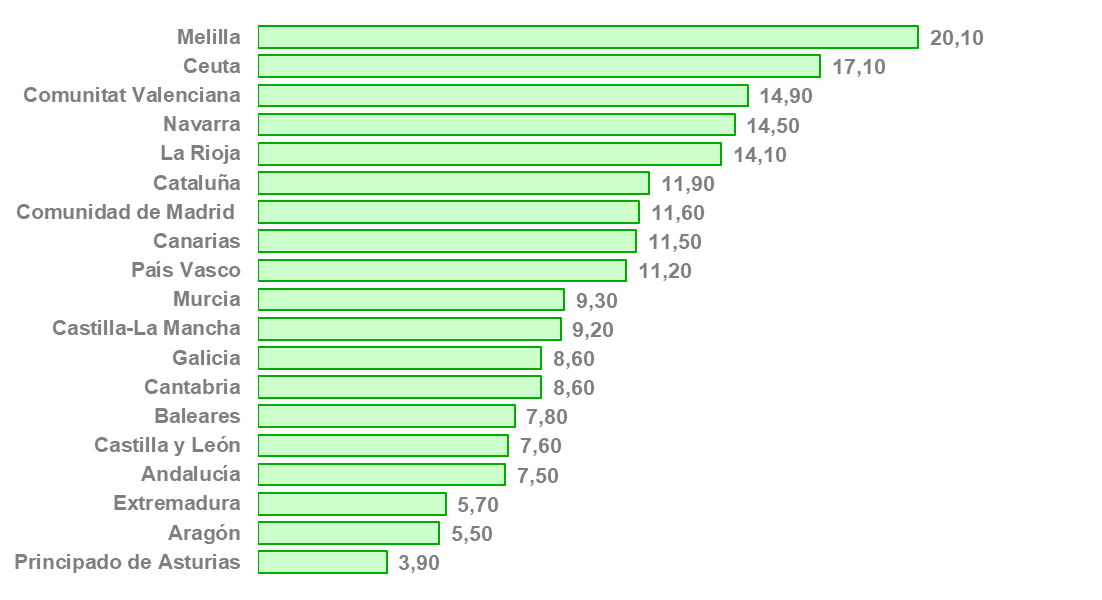 Melilla 20,10
Ceuta 17,10
Comunitat Valenciana 14,90
Navarra 14,50
La Rioja 14,10
Cataluña 11,90
Comunidad de Madrid 11,60
Canarias 11,50
País Vasco 11,20
Murcia 9,30
Castilla-La Mancha 9,20
Galicia 8,60
Cantabria 8,60
Baleares 7,80
Castilla y León 7,60
Andalucía 7,50
Extremadura 5,70
Aragón 5,50
Principado de Asturias 3,90